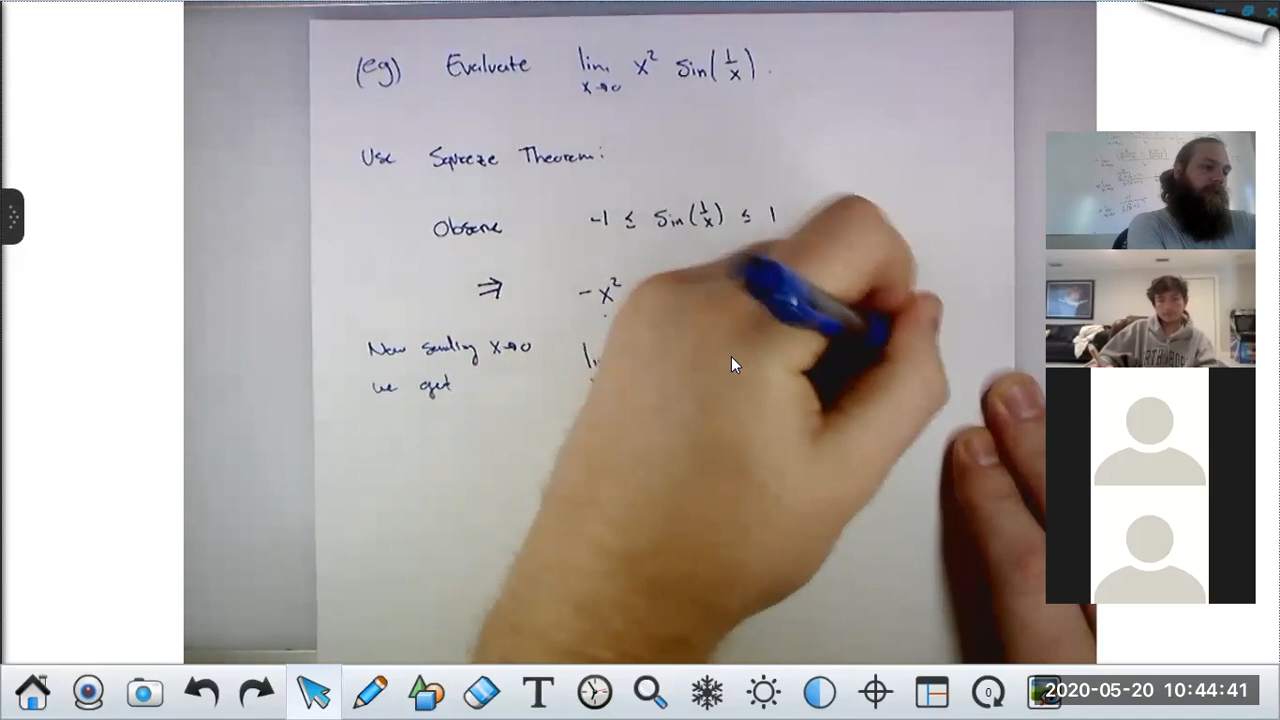 (eg) Evaluate lim x→0 x² sin(1/x).
Use Squeeze Theorem:
Observe -1 ≤ sin(1/x) ≤ 1
⇒ -x²
Now sending x→0
we get
2020-05-20 10:44:41